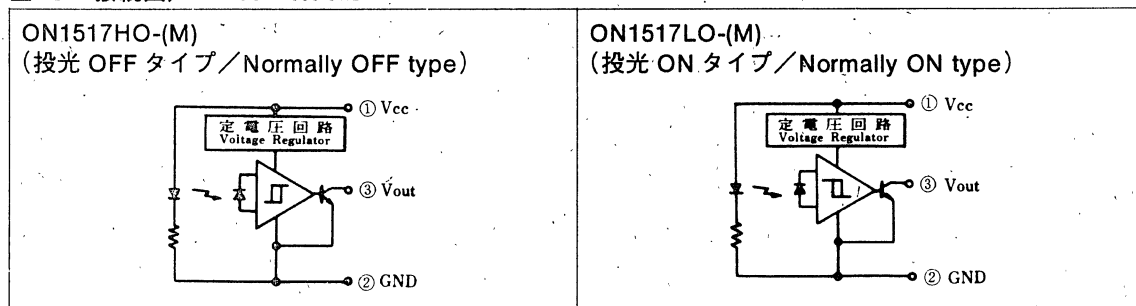 ON1517HO-(M)
(投光 OFF タイプ/Normally OFF type)
① Vcc
定電圧回路
Voltage Regulator
③ Vout
② GND
ON1517LO-(M)
(投光 ON タイプ/Normally ON type)
① Vcc
定電圧回路
Voltage Regulator
③ Vout
② GND